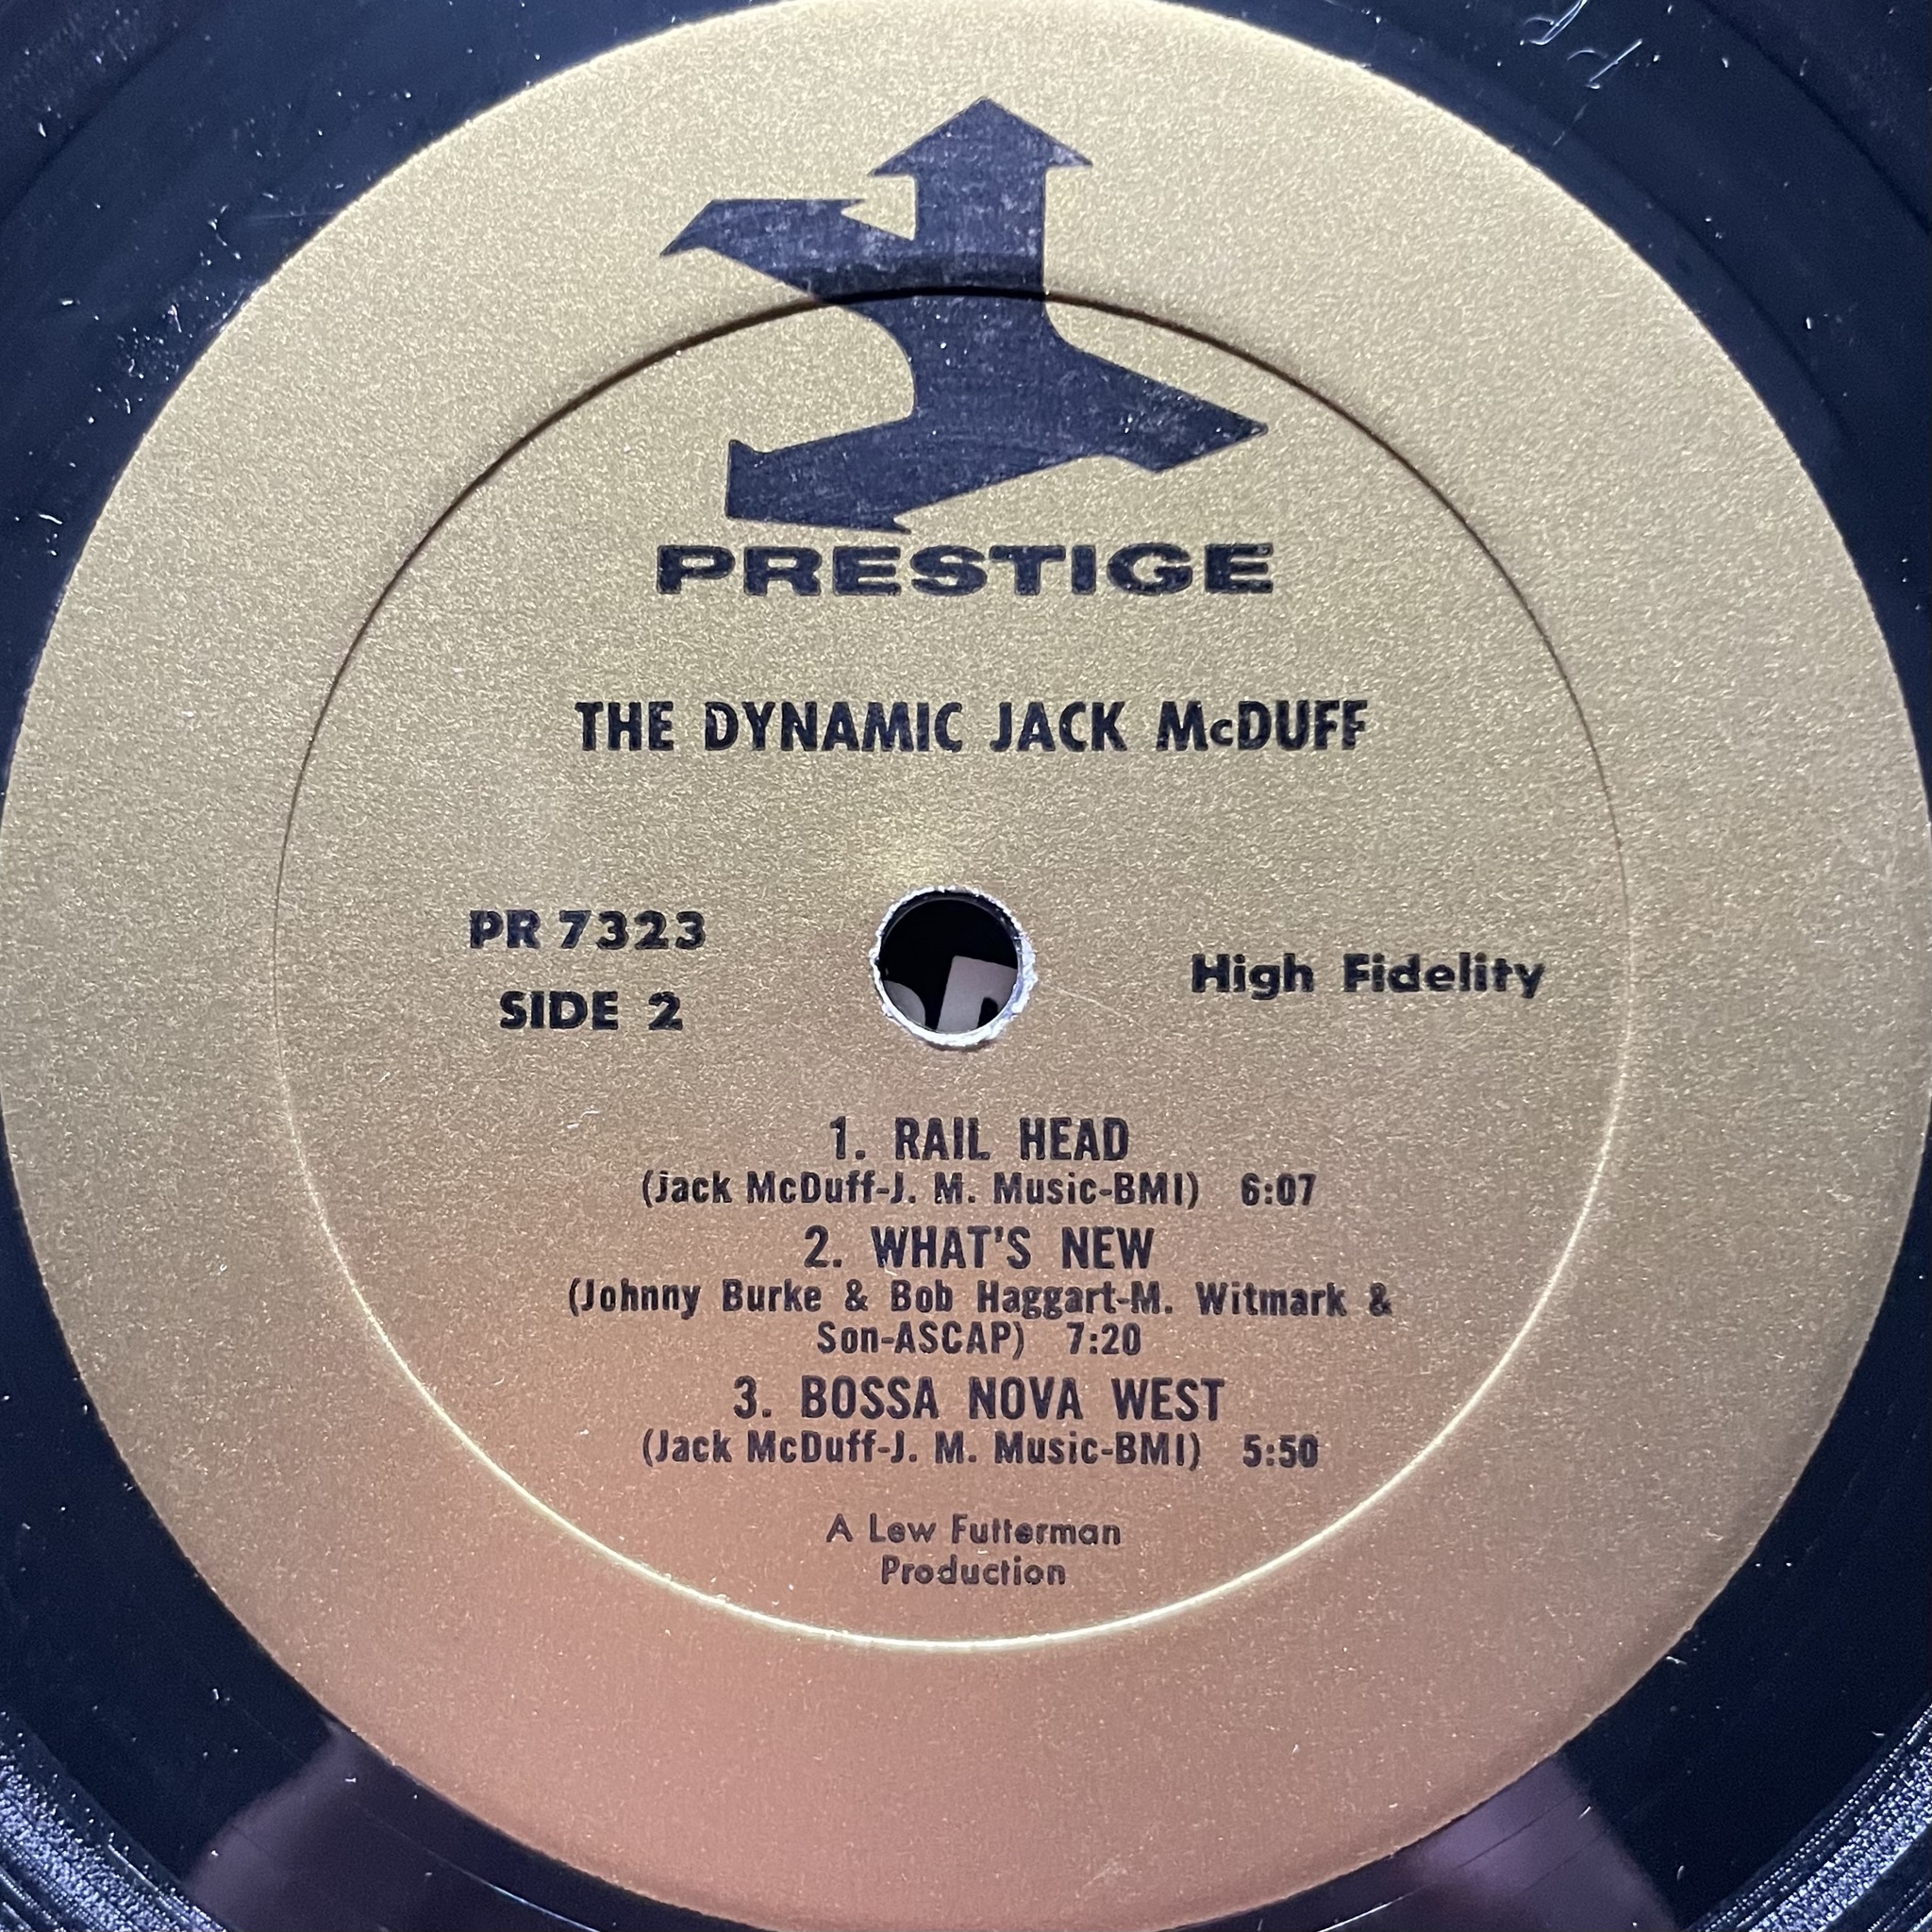 PRESTIGE
THE DYNAMIC JACK McDUFF
PR 7323
SIDE 2
High Fidelity
1. RAIL HEAD
(Jack McDuff-J. M. Music-BMI) 6:07
2. WHAT'S NEW
(Johnny Burke & Bob Haggart-M. Witmark &
Son-ASCAP) 7:20
3. BOSSA NOVA WEST
(Jack McDuff-J. M. Music-BMI) 5:50
A Lew Futterman
Production